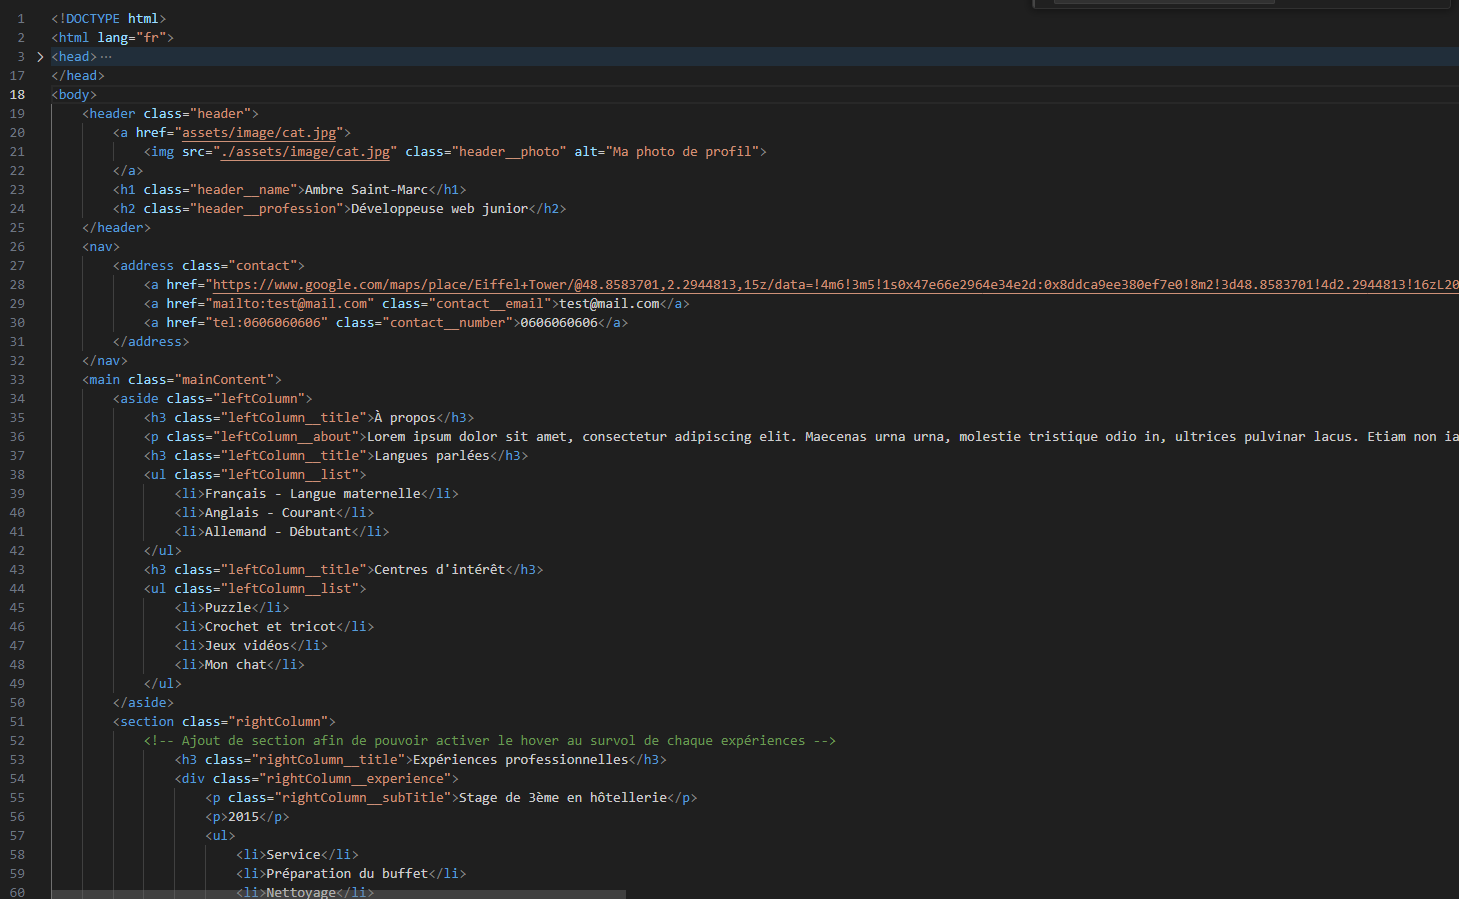 1 <!DOCTYPE html>
2 <html lang="fr">
3 <head>…
17 </head>
18 <body>
19 <header class="header">
20 <a href="assets/image/cat.jpg">
21 <img src="./assets/image/cat.jpg" class="header__photo" alt="Ma photo de profil">
22 </a>
23 <h1 class="header__name">Ambre Saint-Marc</h1>
24 <h2 class="header__profession">Développeuse web junior</h2>
25 </header>
26 <nav>
27 <address class="contact">
28 <a href="https://www.google.com/maps/place/Eiffel+Tower/@48.8583701,2.2944813,15z/data=!4m6!3m5!1s0x47e66e2964e34e2d:0x8ddca9ee380ef7e0!8m2!3d48.8583701!4d2.2944813!16zL20
29 <a href="mailto:test@mail.com" class="contact__email">test@mail.com</a>
30 <a href="tel:0606060606" class="contact__number">0606060606</a>
31 </address>
32 </nav>
33 <main class="mainContent">
34 <aside class="leftColumn">
35 <h3 class="leftColumn__title">À propos</h3>
36 <p class="leftColumn__about">Lorem ipsum dolor sit amet, consectetur adipiscing elit. Maecenas urna urna, molestie tristique odio in, ultrices pulvinar lacus. Etiam non ia
37 <h3 class="leftColumn__title">Langues parlées</h3>
38 <ul class="leftColumn__list">
39 <li>Français - Langue maternelle</li>
40 <li>Anglais - Courant</li>
41 <li>Allemand - Débutant</li>
42 </ul>
43 <h3 class="leftColumn__title">Centres d'intérêt</h3>
44 <ul class="leftColumn__list">
45 <li>Puzzle</li>
46 <li>Crochet et tricot</li>
47 <li>Jeux vidéos</li>
48 <li>Mon chat</li>
49 </ul>
50 </aside>
51 <section class="rightColumn">
52 <!-- Ajout de section afin de pouvoir activer le hover au survol de chaque expériences -->
53 <h3 class="rightColumn__title">Expériences professionnelles</h3>
54 <div class="rightColumn__experience">
55 <p class="rightColumn__subTitle">Stage de 3ème en hôtellerie</p>
56 <p>2015</p>
57 <ul>
58 <li>Service</li>
59 <li>Préparation du buffet</li>
60 <li>Nettoyage</li>